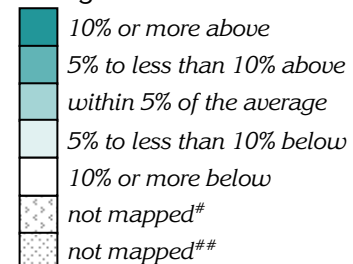 10% or more above
5% to less than 10% above
within 5% of the average
5% to less than 10% below
10% or more below
not mapped#
not mapped##